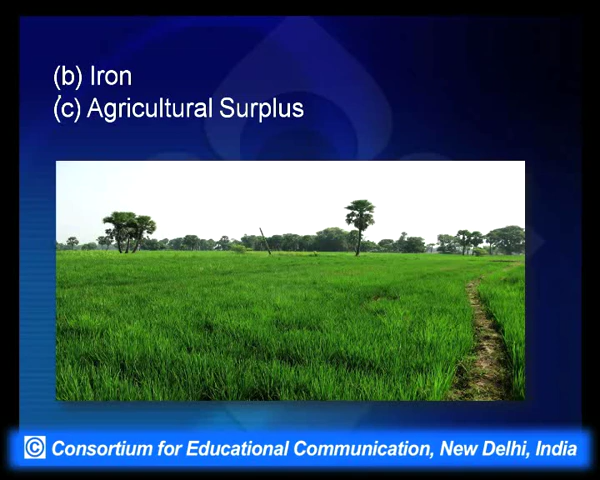 (b) Iron
(c) Agricultural Surplus
© Consortium for Educational Communication, New Delhi, India